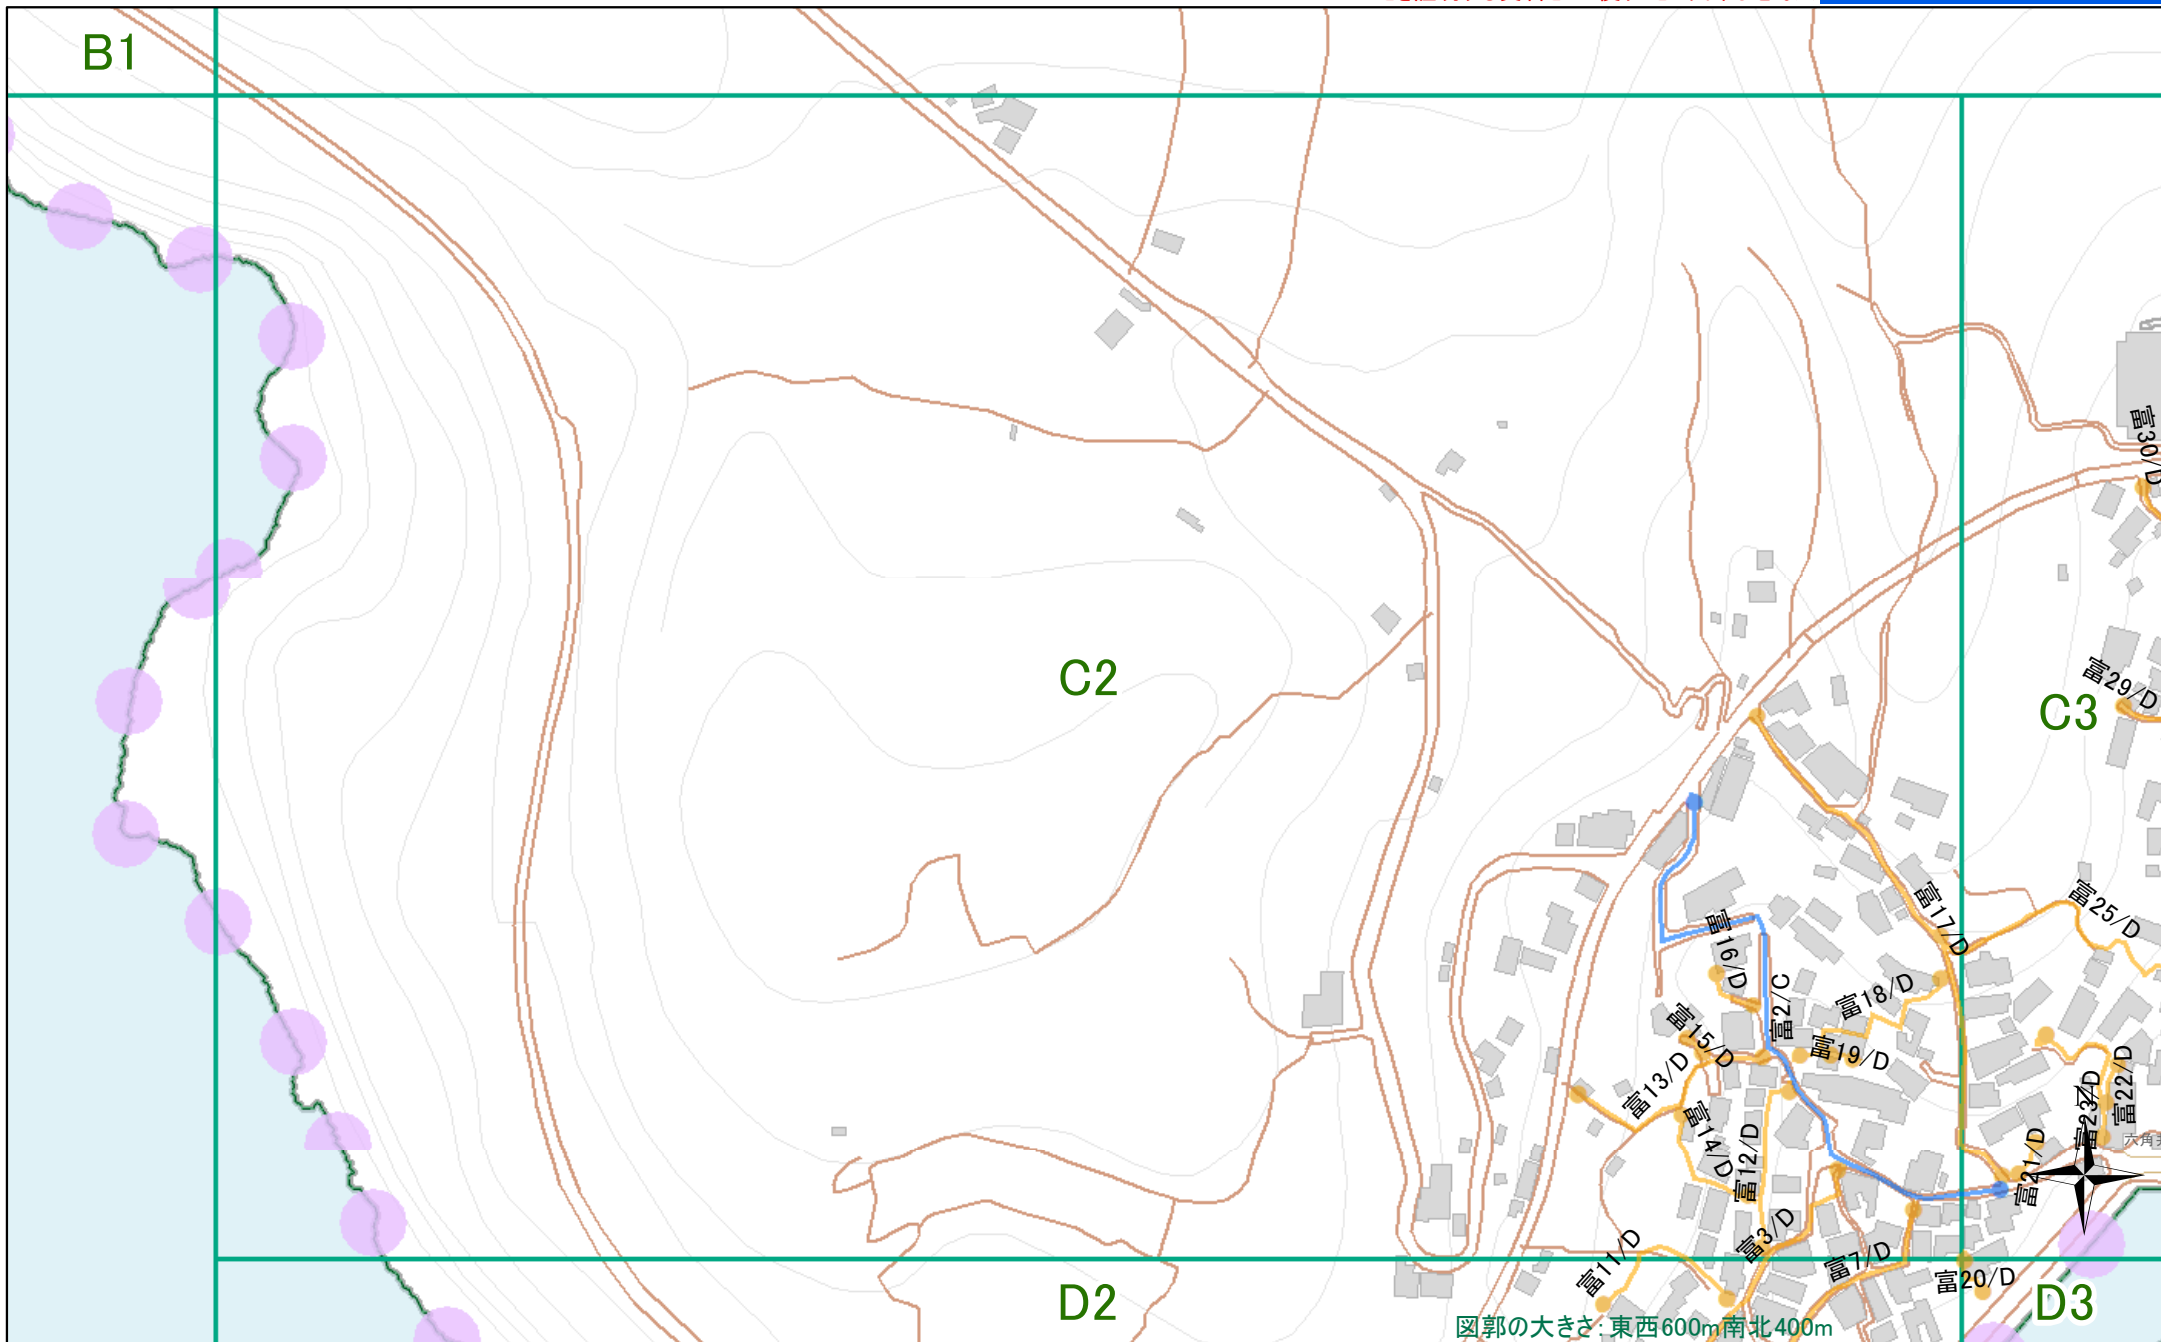 B1
富30/D
C2
富29/D
C3
富17/D
富25/D
富16/D
富2/C
富18/D
富15/D
富19/D
富13/D
富22/D
富23/D
富14/D
富12/D
富21/D
N
富3/D
富11/D
富7/D
富20/D
D2
D3
図郭の大きさ: 東西600m南北400m